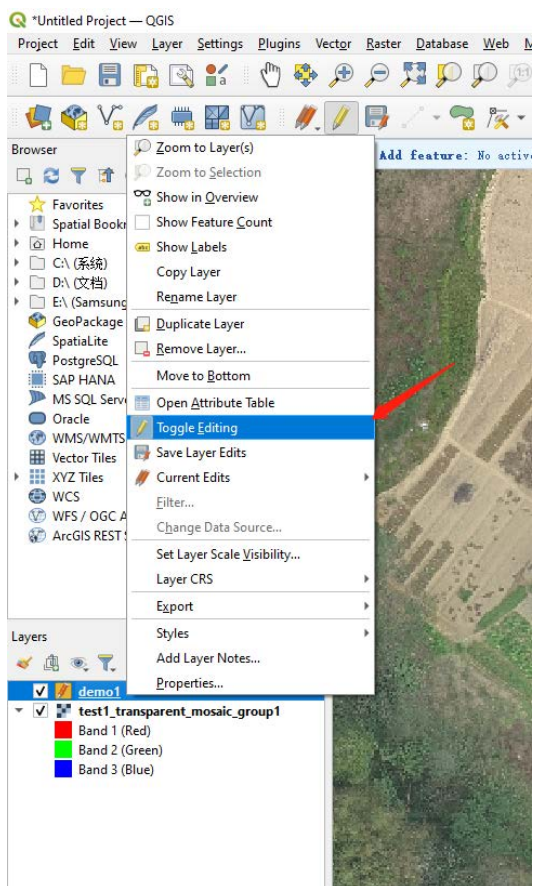 *Untitled Project — QGIS
Project Edit View Layer Settings Plugins Vector Raster Database Web
Browser
Add feature: No activ
Zoom to Layer(s)
Zoom to Selection
Show in Overview
Show Feature Count
Show Labels
Copy Layer
Rename Layer
Duplicate Layer
Remove Layer...
Move to Bottom
Open Attribute Table
Toggle Editing
Save Layer Edits
Current Edits
Filter...
Change Data Source...
Set Layer Scale Visibility...
Layer CRS
Export
Styles
Add Layer Notes...
Properties...
Favorites
Spatial Bookr
Home
C:\ (系统)
D:\ (文档)
E:\ (Samsung
GeoPackage
SpatiaLite
PostgreSQL
SAP HANA
MS SQL Serve
Oracle
WMS/WMTS
Vector Tiles
XYZ Tiles
WCS
WFS / OGC A
ArcGIS REST S
Layers
demo1
test1_transparent_mosaic_group1
Band 1 (Red)
Band 2 (Green)
Band 3 (Blue)